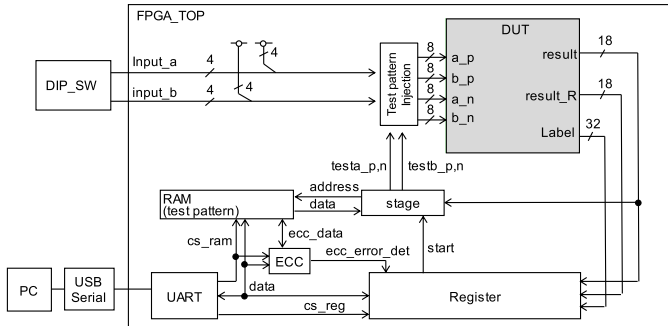 FPGA_TOP
DUT
Input_a
4
4
8
a_p
result
18
DIP_SW
input_b
4
4
Test pattern
Injection
8
b_p
8
a_n
result_R
18
8
b_n
Label
32
testa_p,n
testb_p,n
RAM
(test pattern)
address
data
stage
cs_ram
ecc_data
ECC
ecc_error_det
start
PC
USB
Serial
UART
data
cs_reg
Register